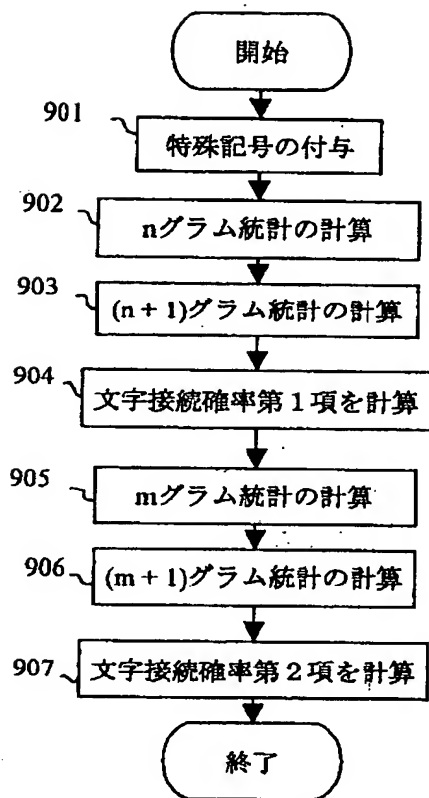 開始
901
特殊記号の付与
902
nグラム統計の計算
903
(n + 1)グラム統計の計算
904
文字接続確率第1項を計算
905
mグラム統計の計算
906
(m + 1)グラム統計の計算
907
文字接続確率第2項を計算
終了